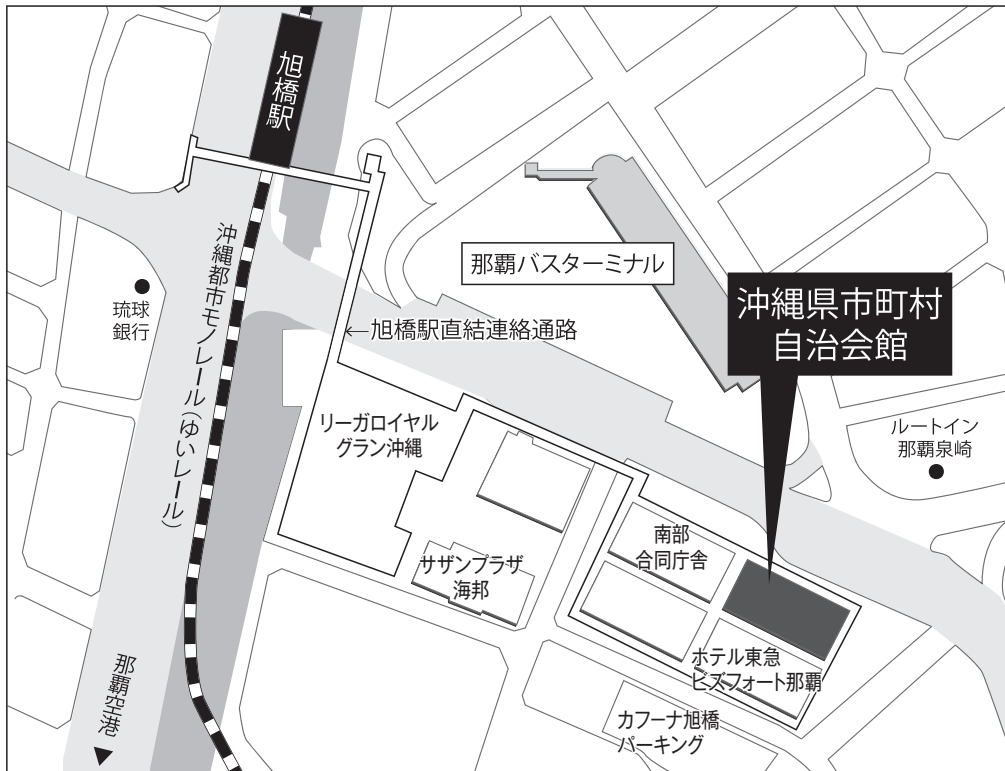 旭橋駅
那覇バスターミナル
沖縄県市町村
自治会館
沖縄都市モノレール(ゆいレール)
琉球
銀行
←旭橋駅直結連絡通路
リーガロイヤル
グラン沖縄
ルートイン
那覇泉崎
南部
合同庁舎
サザンプラザ
海邦
ホテル東急
ビズフォート那覇
カフーナ旭橋
パーキング
那覇空港